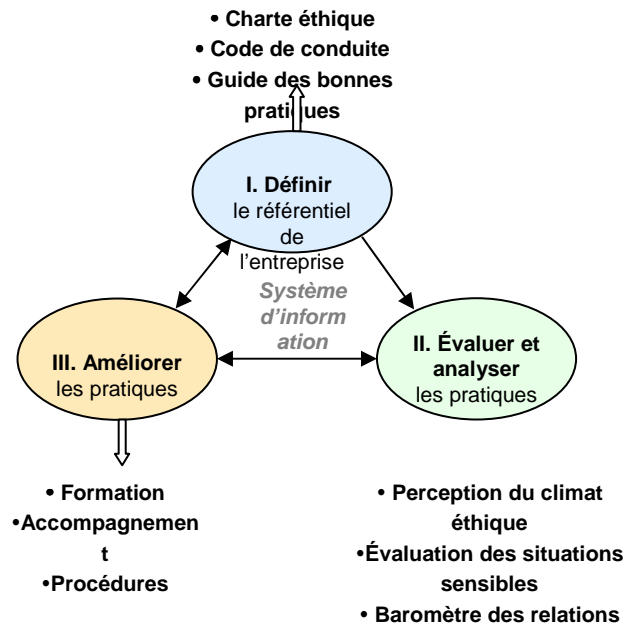 • Charte éthique
• Code de conduite
• Guide des bonnes
pratiques
I. Définir
le référentiel
de
l'entreprise
Système
d'inform
ation
III. Améliorer
les pratiques
II. Évaluer et
analyser
les pratiques
• Formation
•Accompagnemen
t
•Procédures
• Perception du climat
éthique
•Évaluation des situations
sensibles
• Baromètre des relations